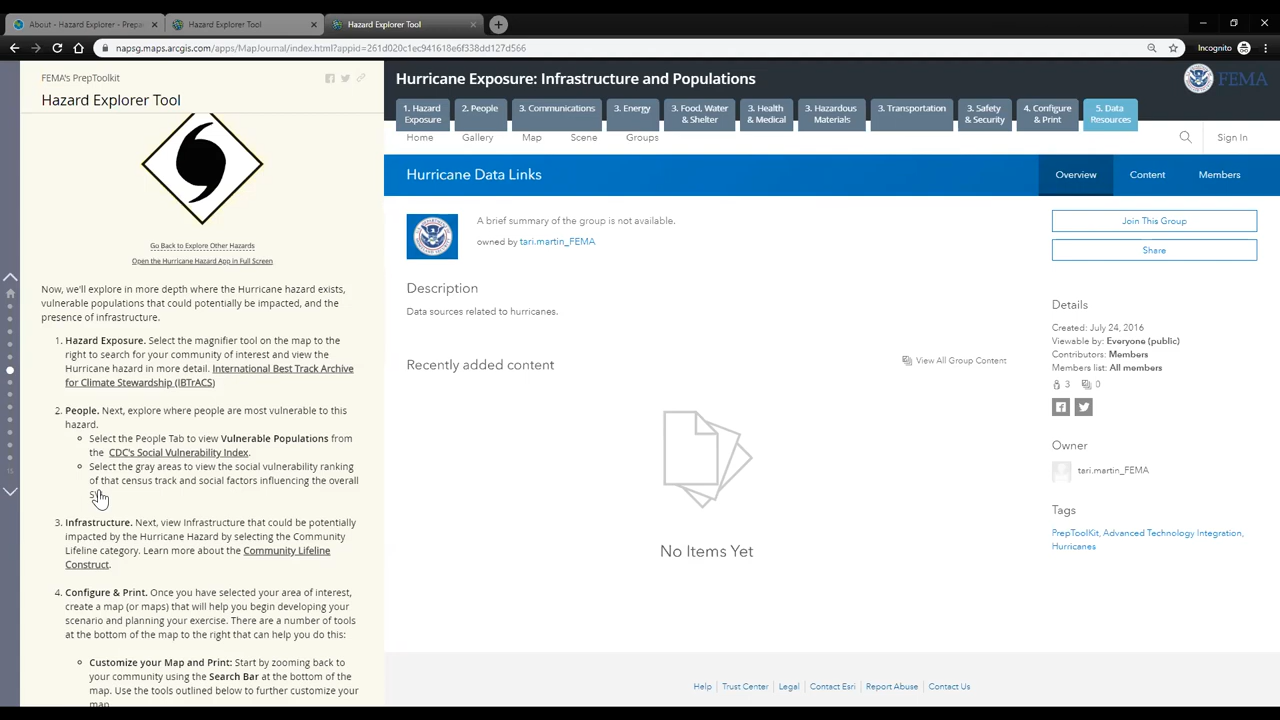 About - Hazard Explorer - Prepa
Hazard Explorer Tool
Hazard Explorer Tool
napsg.maps.arcgis.com/apps/MapJournal/index.html?appid=261d020c1ec941618e6f338dd127d566
Incognito
FEMA's PrepToolkit
Hazard Explorer Tool
Go Back to Explore Other Hazards
Open the Hurricane Hazard App in Full Screen
Now, we'll explore in more depth where the Hurricane hazard exists,
vulnerable populations that could potentially be impacted, and the
presence of infrastructure.
1. Hazard Exposure. Select the magnifier tool on the map to the
right to search for your community of interest and view the
Hurricane hazard in more detail. International Best Track Archive
for Climate Stewardship (IBTrACS)
2. People. Next, explore where people are most vulnerable to this
hazard.
Select the People Tab to view Vulnerable Populations from
the CDC's Social Vulnerability Index.
Select the gray areas to view the social vulnerability ranking
of that census track and social factors influencing the overall
3. Infrastructure. Next, view Infrastructure that could be potentially
impacted by the Hurricane Hazard by selecting the Community
Lifeline category. Learn more about the Community Lifeline
Construct.
4. Configure & Print. Once you have selected your area of interest,
create a map (or maps) that will help you begin developing your
scenario and planning your exercise. There are a number of tools
at the bottom of the map to the right that can help you do this:
Customize your Map and Print: Start by zooming back to
your community using the Search Bar at the bottom of the
map. Use the tools outlined below to further customize your
map.
11
Hurricane Exposure: Infrastructure and Populations
FEMA
1. Hazard Exposure
2. People
3. Communications
3. Energy
3. Food, Water & Shelter
3. Health & Medical
3. Hazardous Materials
3. Transportation
3. Safety & Security
4. Configure & Print
5. Data Resources
Home Gallery Map Scene Groups
Sign In
Hurricane Data Links
Overview Content Members
A brief summary of the group is not available.
owned by tari.martin_FEMA
Description
Data sources related to hurricanes.
Recently added content
View All Group Content
No Items Yet
Join This Group
Share
Details
Created: July 24, 2016
Viewable by: Everyone (public)
Contributors: Members
Members list: All members
3 0
Owner
tari.martin_FEMA
Tags
PrepToolKit, Advanced Technology Integration,
Hurricanes
Help Trust Center Legal Contact Esri Report Abuse Contact Us